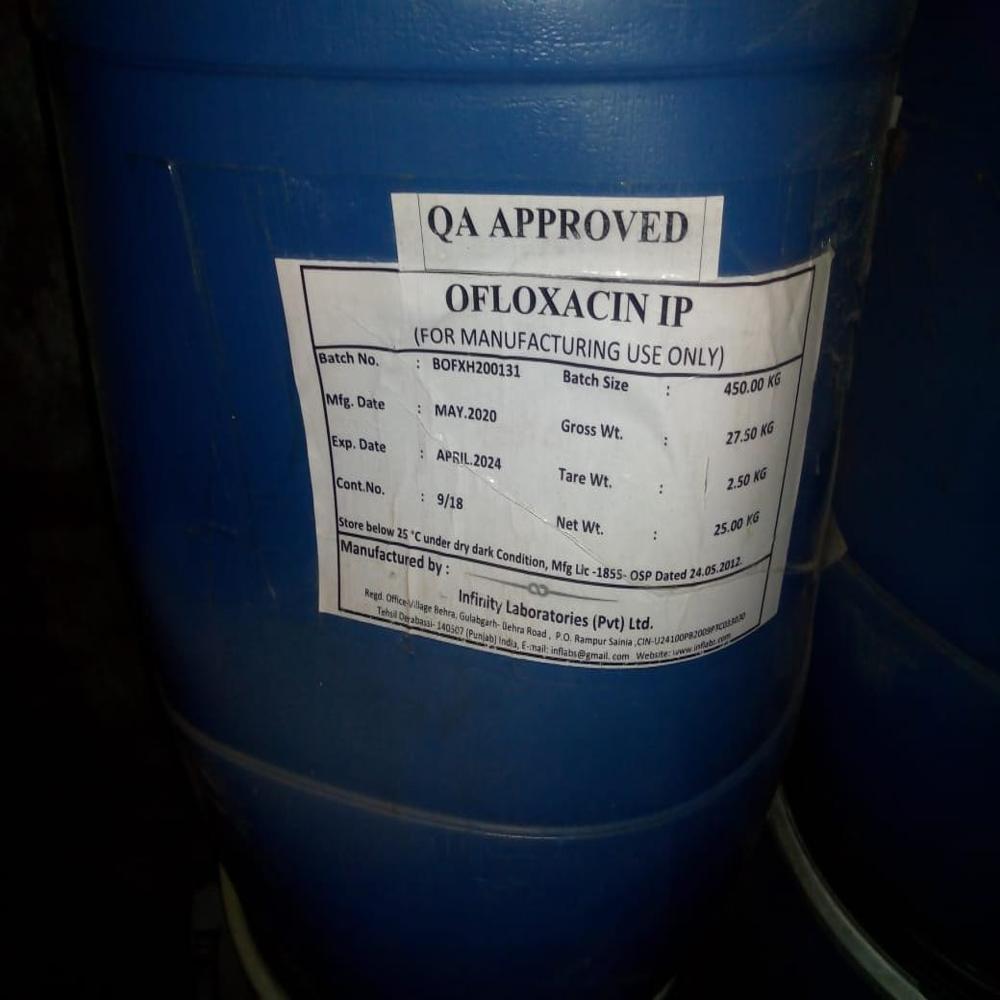 QA APPROVED
OFLOXACIN IP
(FOR MANUFACTURING USE ONLY)
Batch No. : BOFXH200131 Batch Size : 450.00 KG
Mfg. Date : MAY.2020 Gross Wt. : 27.50 KG
Exp. Date : APRIL.2024 Tare Wt. : 2.50 KG
Cont.No. : 9/18 Net Wt. : 25.00 KG
Store below 25 °C under dry dark Condition, Mfg Lic -1855- OSP Dated 24.05.2012.
Manufactured by :
Infinity Laboratories (Pvt) Ltd.
Regd. Office-Village Behra, Gulabgarh- Behra Road , P.O. Rampur Sainia
Tehsil Derabassi- 140507 (Punjab) India, E-mail: inflabs@gmail. com Website: www.inflabs.com